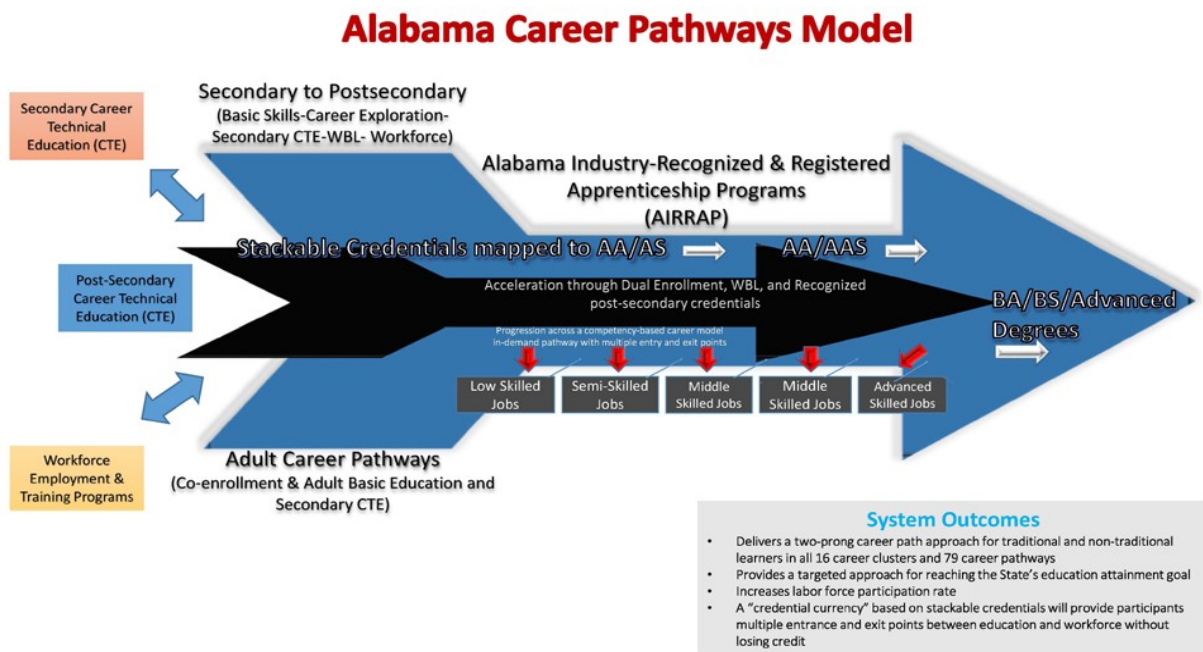 Alabama Career Pathways Model
Secondary Career
Technical
Education (CTE)
Secondary to Postsecondary
(Basic Skills-Career Exploration-
Secondary CTE-WBL- Workforce)
Alabama Industry-Recognized & Registered
Apprenticeship Programs
(AIRRAP)
Stackable Credentials mapped to AA/AS
AA/AAS
Post-Secondary
Career Technical
Education (CTE)
Acceleration through Dual Enrollment, WBL, and Recognized
post-secondary credentials
BA/BS/Advanced
Degrees
Progression across a competency-based career model
in-demand pathway with multiple entry and exit points
Low Skilled
Jobs
Semi-Skilled
Jobs
Middle
Skilled Jobs
Middle
Skilled Jobs
Advanced
Skilled Jobs
Workforce
Employment &
Training Programs
Adult Career Pathways
(Co-enrollment & Adult Basic Education and
Secondary CTE)
System Outcomes
• Delivers a two-prong career path approach for traditional and non-traditional
learners in all 16 career clusters and 79 career pathways
• Provides a targeted approach for reaching the State's education attainment goal
• Increases labor force participation rate
• A "credential currency" based on stackable credentials will provide participants
multiple entrance and exit points between education and workforce without
losing credit